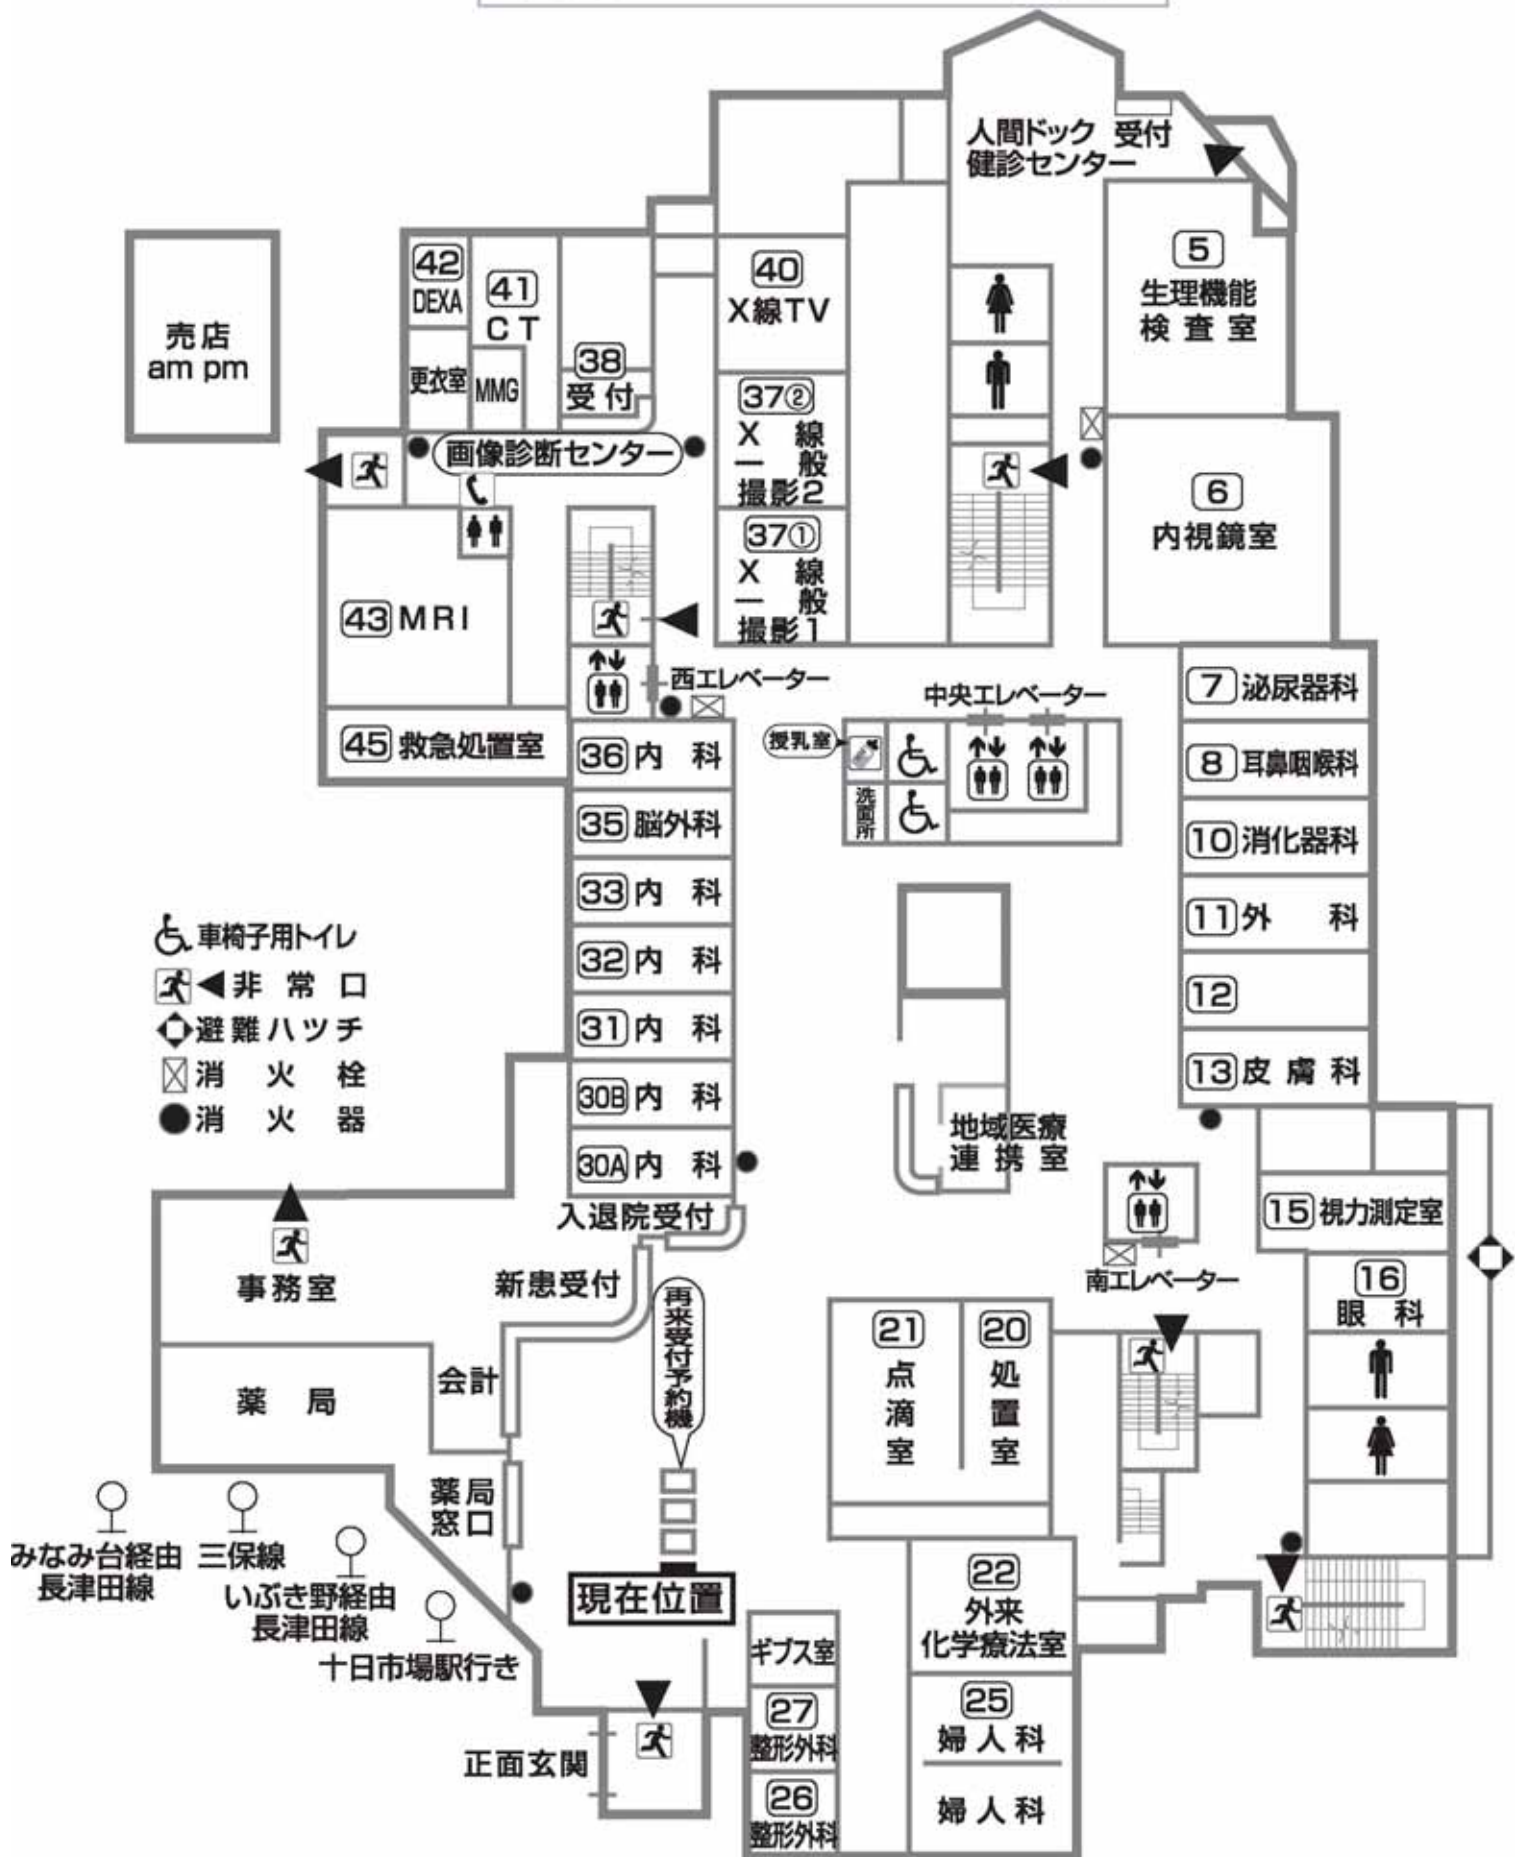 人間ドック 受付
健診センター
売店
am pm
42
DEXA
41
CT
更衣室
MMG
38
受付
画像診断センター
40
X線TV
37②
X線
一般
撮影2
37①
X線
一般
撮影1
5
生理機能
検査室
6
内視鏡室
43 MRI
45 救急処置室
西エレベーター
中央エレベーター
授乳室
洗面所
36 内科
35 脳外科
33 内科
32 内科
31 内科
30B 内科
30A 内科
7 泌尿器科
8 耳鼻咽喉科
10 消化器科
11 外科
12
13 皮膚科
車椅子用トイレ
非常口
避難ハッチ
消火栓
消火器
地域医療
連携室
15 視力測定室
16
眼科
南エレベーター
入退院受付
新患受付
再来受付予約機
事務室
薬局
会計
薬局
窓口
21
点滴室
20
処置室
みなみ台経由
長津田線
三保線
いぶき野経由
長津田線
十日市場駅行き
現在位置
正面玄関
ギブス室
27
整形外科
26
整形外科
22
外来
化学療法室
25
婦人科
婦人科